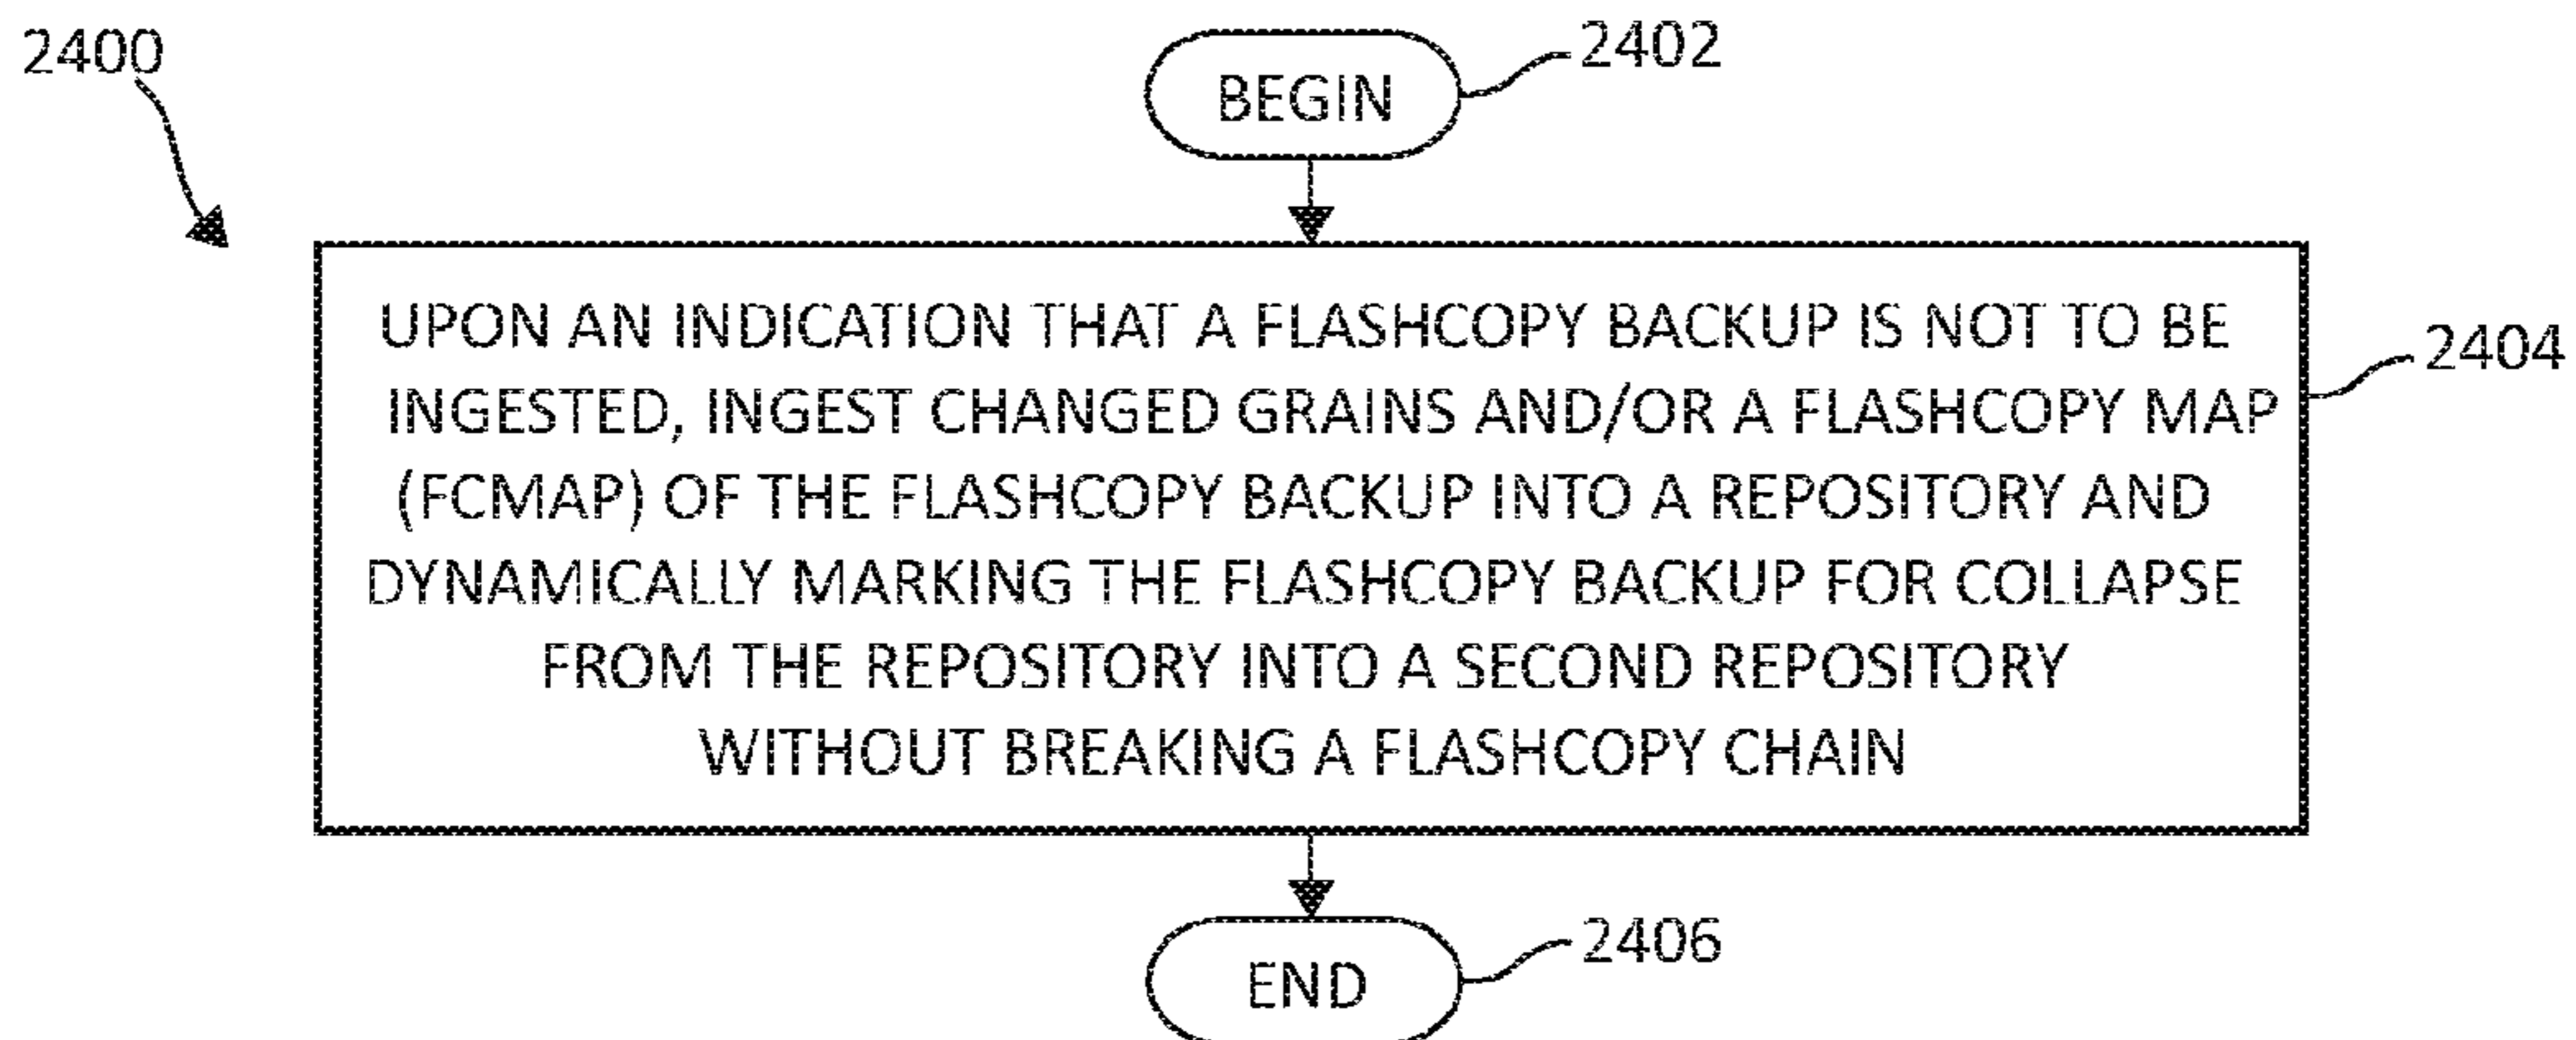 2400
BEGIN
2402
UPON AN INDICATION THAT A FLASHCOPY BACKUP IS NOT TO BE
INGESTED, INGEST CHANGED GRAINS AND/OR A FLASHCOPY MAP
(FCMAP) OF THE FLASHCOPY BACKUP INTO A REPOSITORY AND
DYNAMICALLY MARKING THE FLASHCOPY BACKUP FOR COLLAPSE
FROM THE REPOSITORY INTO A SECOND REPOSITORY
WITHOUT BREAKING A FLASHCOPY CHAIN
2404
END
2406